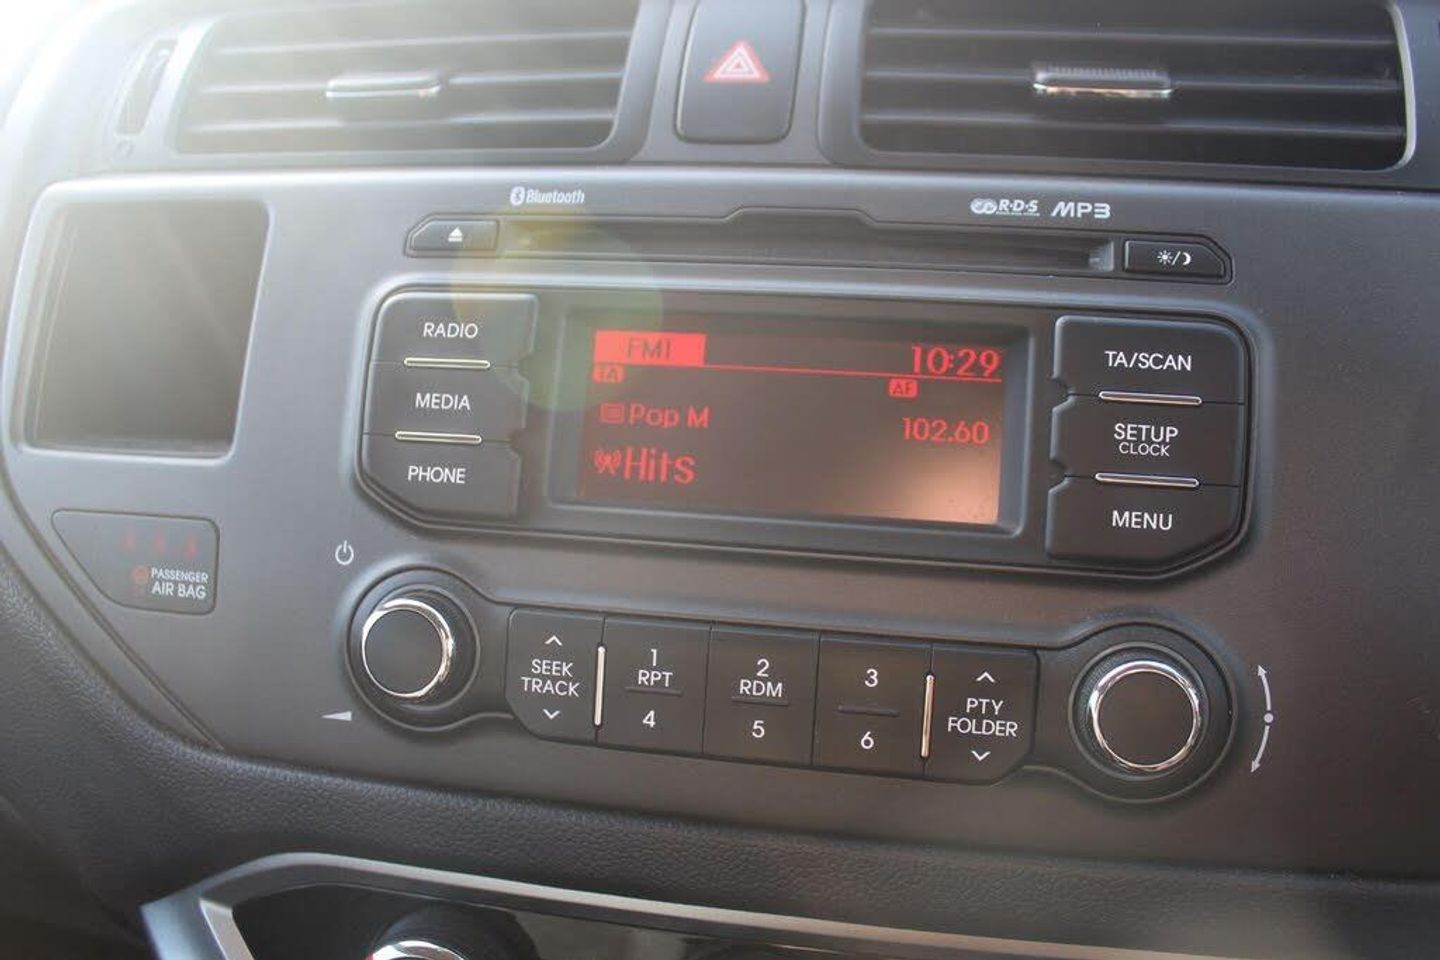 Bluetooth
R·D·S MP3
RADIO
MEDIA
PHONE
FM1 10:29
TA AF
Pop M 102.60
Hits
TA/SCAN
SETUP
CLOCK
MENU
PASSENGER
AIR BAG
SEEK
TRACK
1
RPT
4
2
RDM
5
3
6
PTY
FOLDER